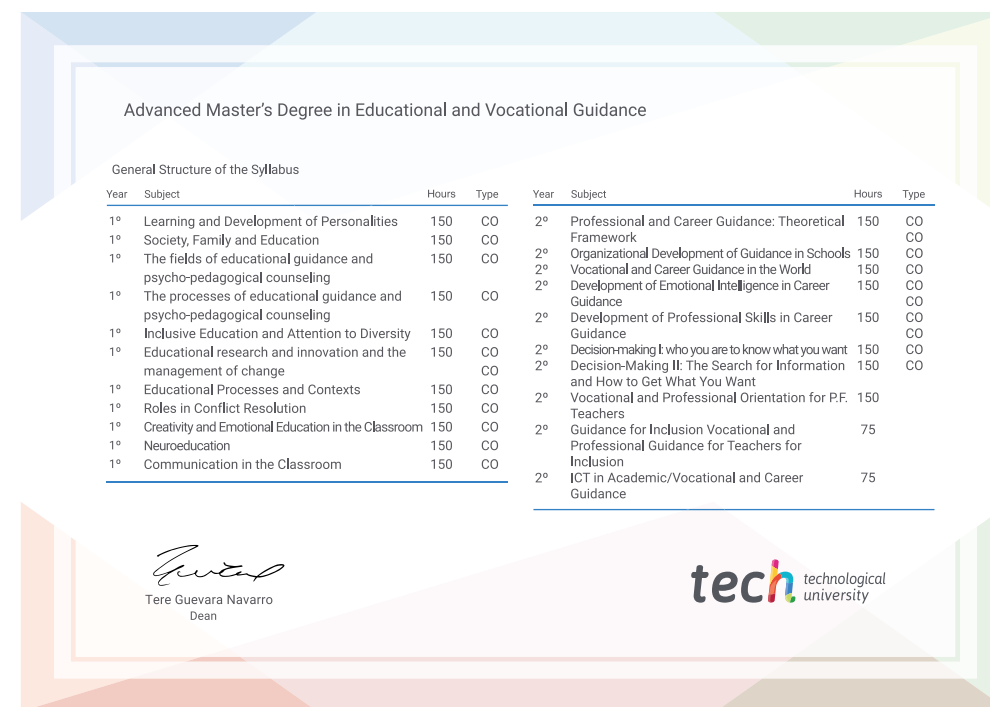 Advanced Master's Degree in Educational and Vocational Guidance
General Structure of the Syllabus
Year Subject Hours Type
1º Learning and Development of Personalities 150 CO
1º Society, Family and Education 150 CO
1º The fields of educational guidance and 150 CO
psycho-pedagogical counseling
1º The processes of educational guidance and 150 CO
psycho-pedagogical counseling
1º Inclusive Education and Attention to Diversity 150 CO
1º Educational research and innovation and the 150 CO
management of change CO
1º Educational Processes and Contexts 150 CO
1º Roles in Conflict Resolution 150 CO
1º Creativity and Emotional Education in the Classroom 150 CO
1º Neuroeducation 150 CO
1º Communication in the Classroom 150 CO
Year Subject Hours Type
2º Professional and Career Guidance: Theoretical 150 CO
Framework CO
2º Organizational Development of Guidance in Schools 150 CO
2º Vocational and Career Guidance in the World 150 CO
2º Development of Emotional Intelligence in Career 150 CO
Guidance CO
2º Development of Professional Skills in Career 150 CO
Guidance CO
2º Decision-making I: who you are to know what you want 150 CO
2º Decision-Making II: The Search for Information 150 CO
and How to Get What You Want
2º Vocational and Professional Orientation for P.F. 150
Teachers
2º Guidance for Inclusion Vocational and 75
Professional Guidance for Teachers for
Inclusion
2º ICT in Academic/Vocational and Career 75
Guidance
Tere Guevara Navarro
Dean
tech technological
university